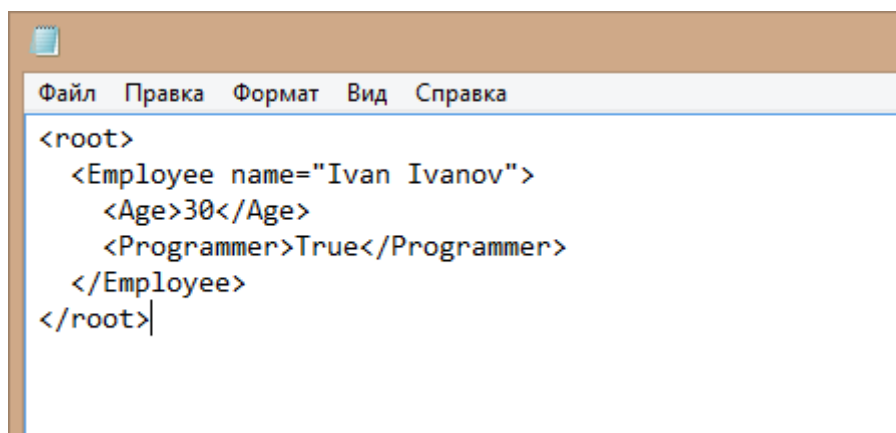 Файл Правка Формат Вид Справка
<root>
  <Employee name="Ivan Ivanov">
    <Age>30</Age>
    <Programmer>True</Programmer>
  </Employee>
</root>